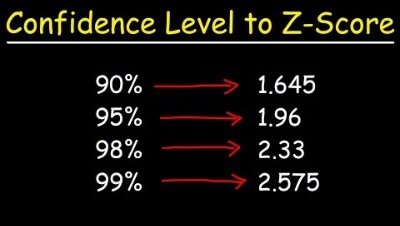 Confidence Level to Z-Score
90% → 1.645
95% → 1.96
98% → 2.33
99% → 2.575